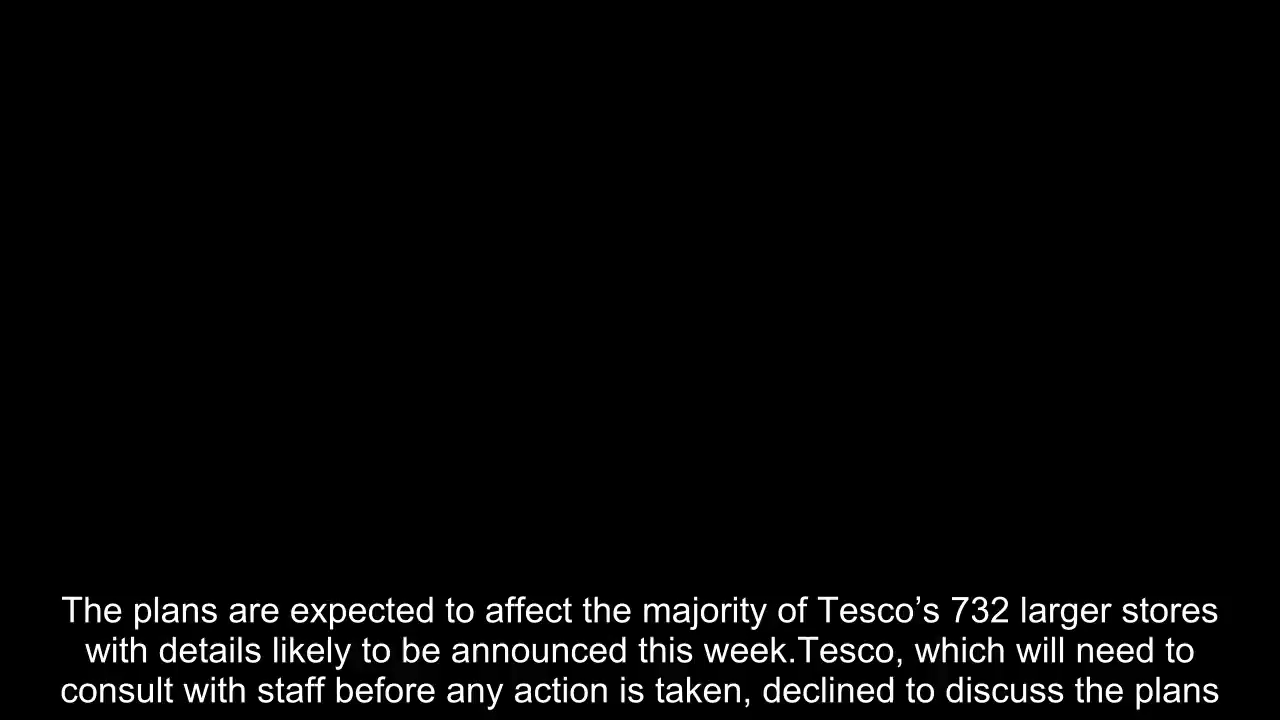 The plans are expected to affect the majority of Tesco’s 732 larger stores
with details likely to be announced this week.Tesco, which will need to
consult with staff before any action is taken, declined to discuss the plans